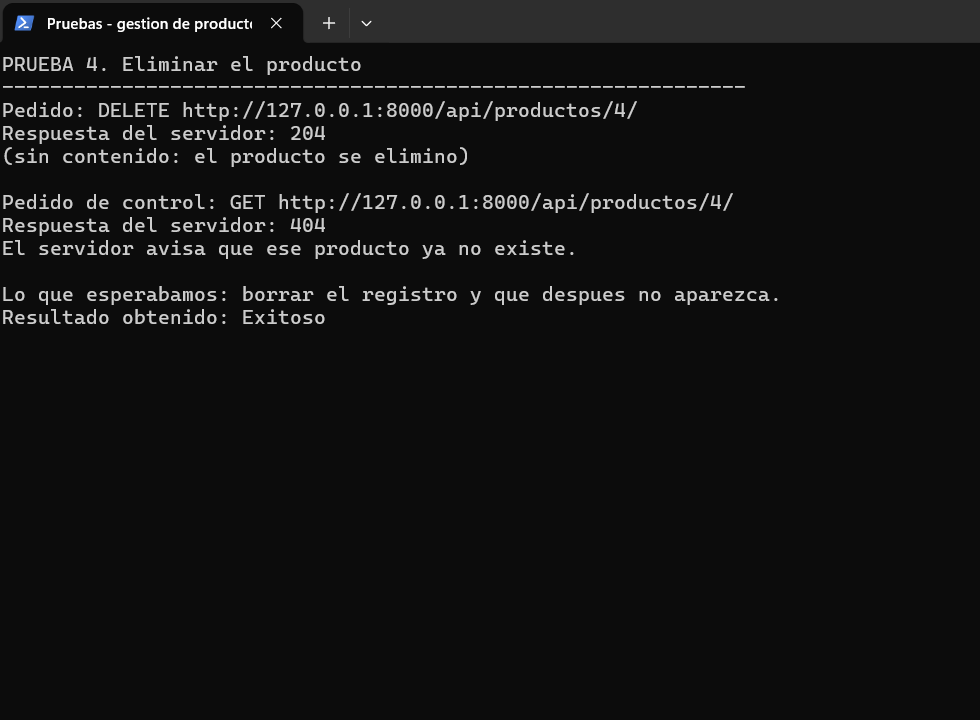 Pruebas - gestion de product
PRUEBA 4. Eliminar el producto
--------------------------------------------------------------
Pedido: DELETE http://127.0.0.1:8000/api/productos/4/
Respuesta del servidor: 204
(sin contenido: el producto se elimino)
Pedido de control: GET http://127.0.0.1:8000/api/productos/4/
Respuesta del servidor: 404
El servidor avisa que ese producto ya no existe.
Lo que esperabamos: borrar el registro y que despues no aparezca.
Resultado obtenido: Exitoso